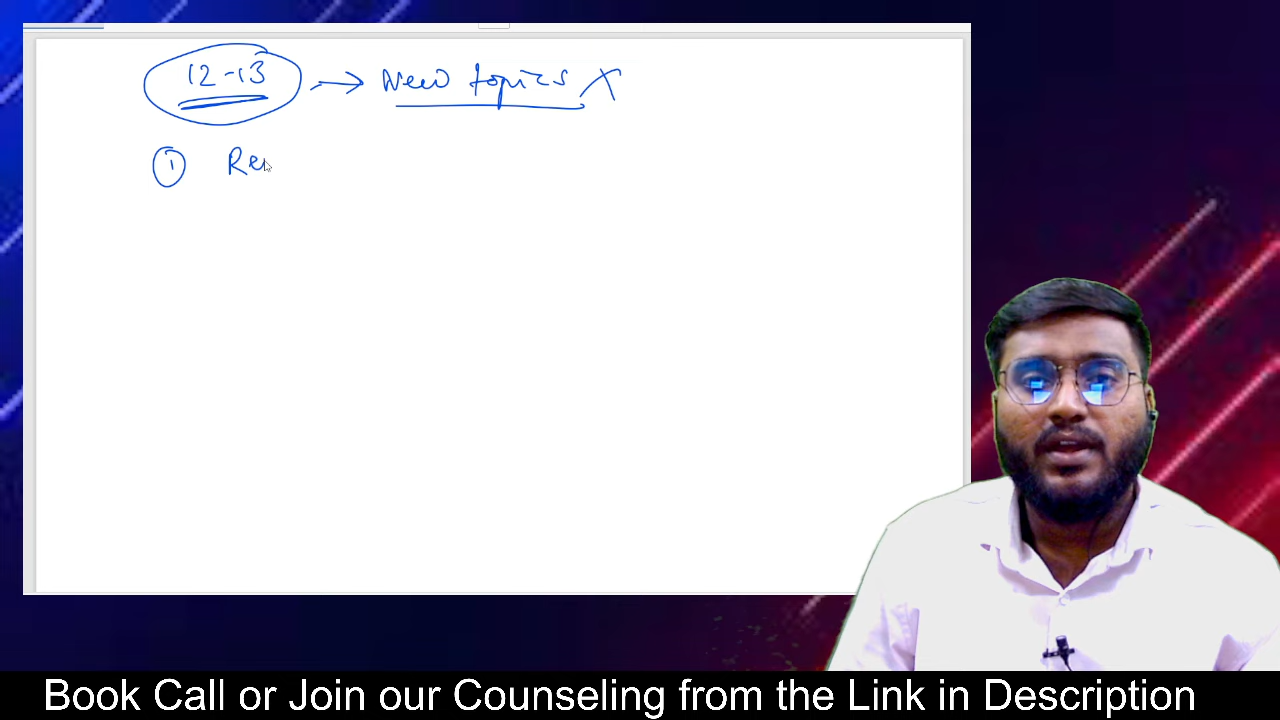 12-13 → New topics X
① Re
Book Call or Join our Counseling from the Link in Description